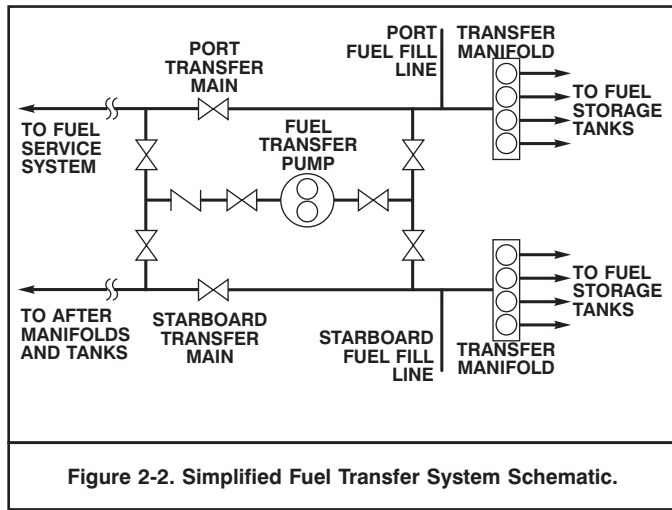 PORT
FUEL FILL
LINE
TRANSFER
MANIFOLD
PORT
TRANSFER
MAIN
TO FUEL
SERVICE
SYSTEM
FUEL
TRANSFER
PUMP
TO FUEL
STORAGE
TANKS
TO AFTER
MANIFOLDS
AND TANKS
STARBOARD
TRANSFER
MAIN
STARBOARD
FUEL FILL
LINE
TRANSFER
MANIFOLD
TO FUEL
STORAGE
TANKS
Figure 2-2. Simplified Fuel Transfer System Schematic.